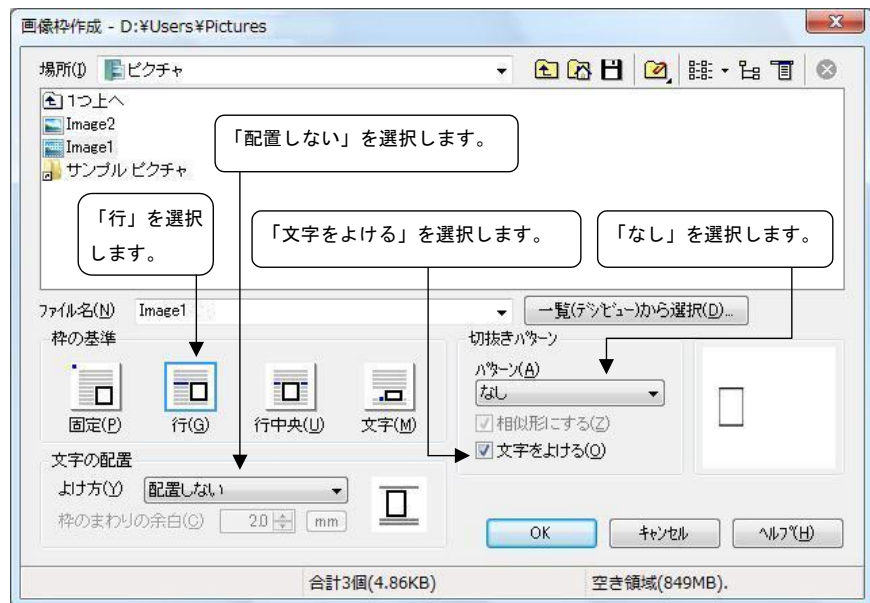 画像枠作成 - D:¥Users¥Pictures
場所(I) ピクチャ
1つ上へ
Image2
Image1
サンプル ピクチャ
「配置しない」を選択します。
「行」を選択
します。
「文字をよける」を選択します。
「なし」を選択します。
ファイル名(N) Image1
一覧(デジビュー)から選択(D)...
枠の基準
固定(P) 行(G) 行中央(U) 文字(M)
切抜きパターン
パターン(A)
なし
相似形にする(Z)
文字をよける(O)
文字の配置
よけ方(Y) 配置しない
枠のまわりの余白(C) 2.0 mm
OK キャンセル ヘルプ(H)
合計3個(4.86KB) 空き領域(849MB).